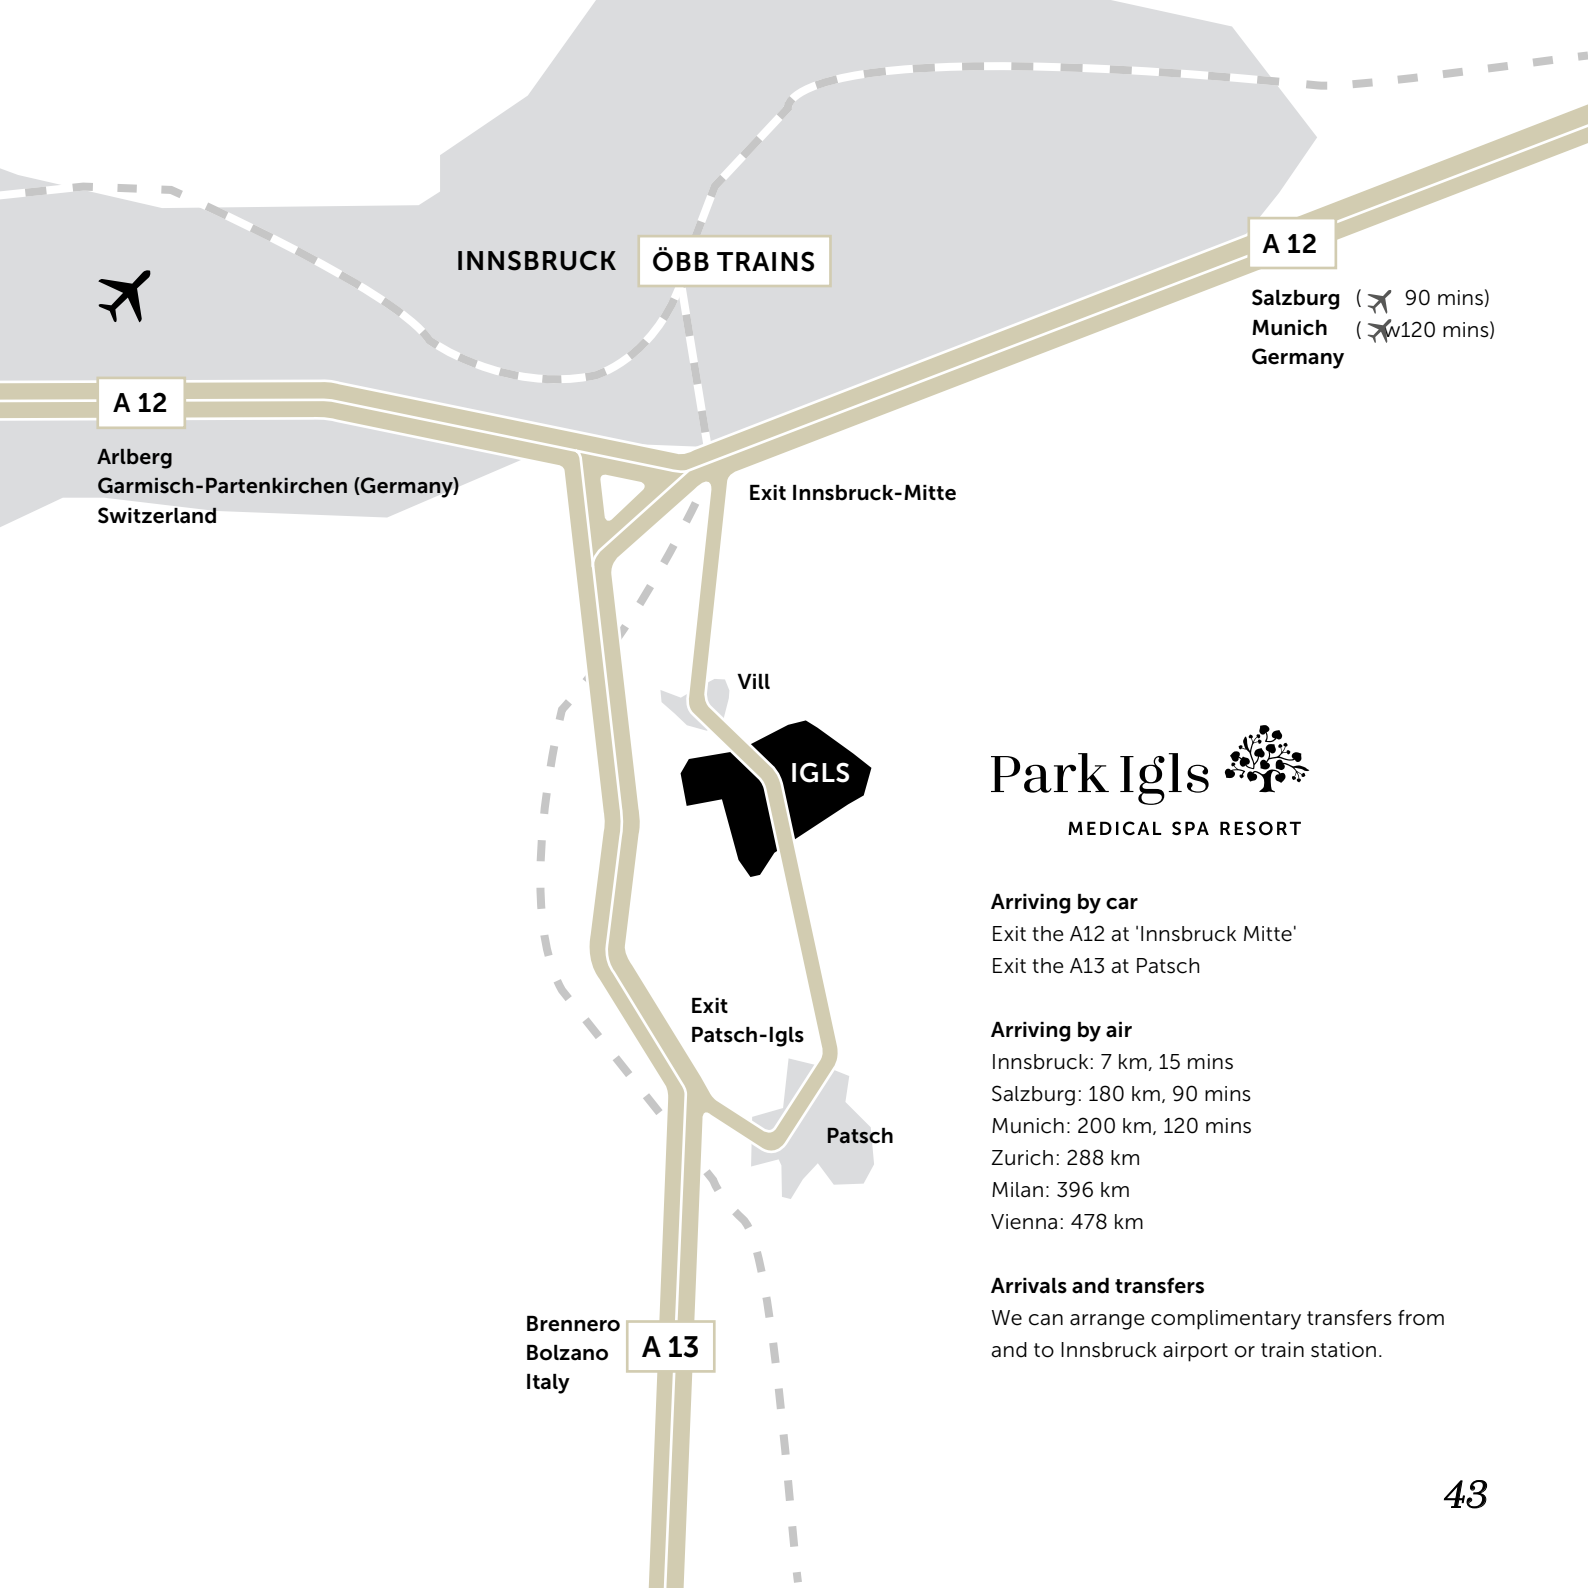 INNSBRUCK
ÖBB TRAINS
A 12
Salzburg ( 90 mins)
Munich ( w120 mins)
Germany
A 12
Arlberg
Garmisch-Partenkirchen (Germany)
Switzerland
Exit Innsbruck-Mitte
Vill
IGLS
Park Igls
MEDICAL SPA RESORT
Arriving by car
Exit the A12 at 'Innsbruck Mitte'
Exit the A13 at Patsch
Exit
Patsch-Igls
Arriving by air
Innsbruck: 7 km, 15 mins
Salzburg: 180 km, 90 mins
Munich: 200 km, 120 mins
Zurich: 288 km
Milan: 396 km
Vienna: 478 km
Patsch
Arrivals and transfers
We can arrange complimentary transfers from
and to Innsbruck airport or train station.
Brennero
Bolzano
Italy
A 13
43